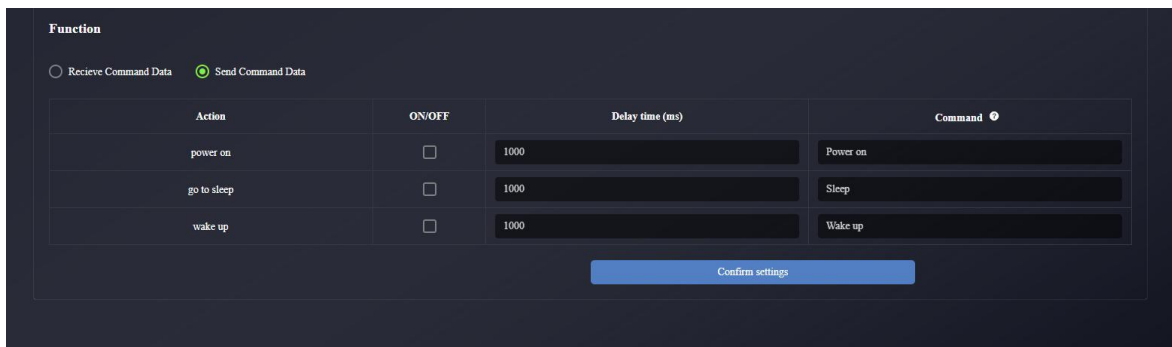 Function
Recieve Command Data Send Command Data
Action ON/OFF Delay time (ms) Command ?
power on 1000 Power on
go to sleep 1000 Sleep
wake up 1000 Wake up
Confirm settings